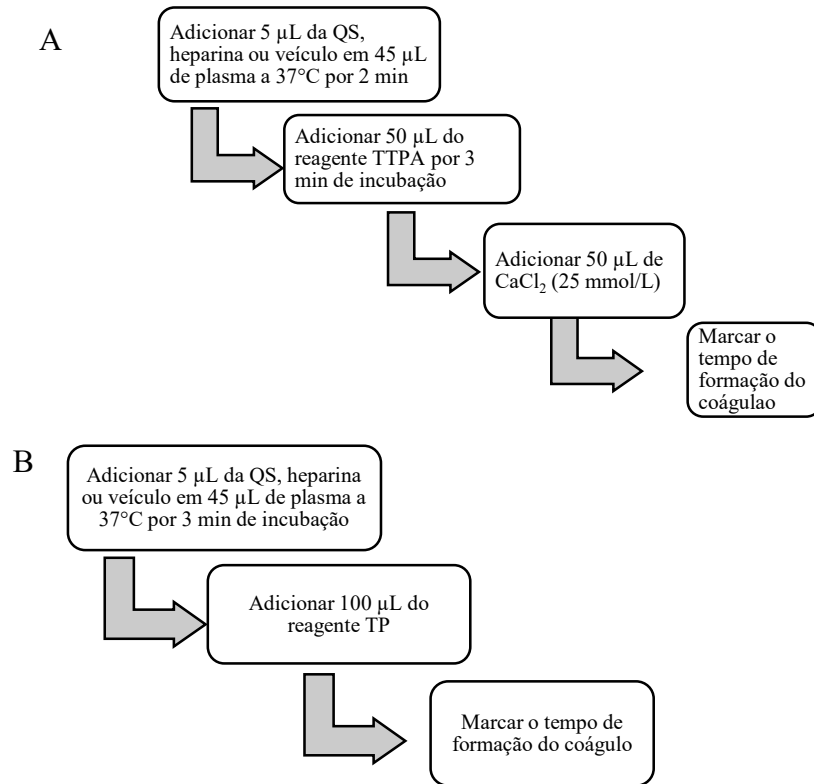 A
Adicionar 5 µL da QS,
heparina ou veículo em 45 µL
de plasma a 37°C por 2 min
Adicionar 50 µL do
reagente TTPA por 3
min de incubação
Adicionar 50 µL de
CaCl₂ (25 mmol/L)
Marcar o
tempo de
formação do
coágulao
B
Adicionar 5 µL da QS, heparina
ou veículo em 45 µL de plasma a
37°C por 3 min de incubação
Adicionar 100 µL do
reagente TP
Marcar o tempo de
formação do coágulo